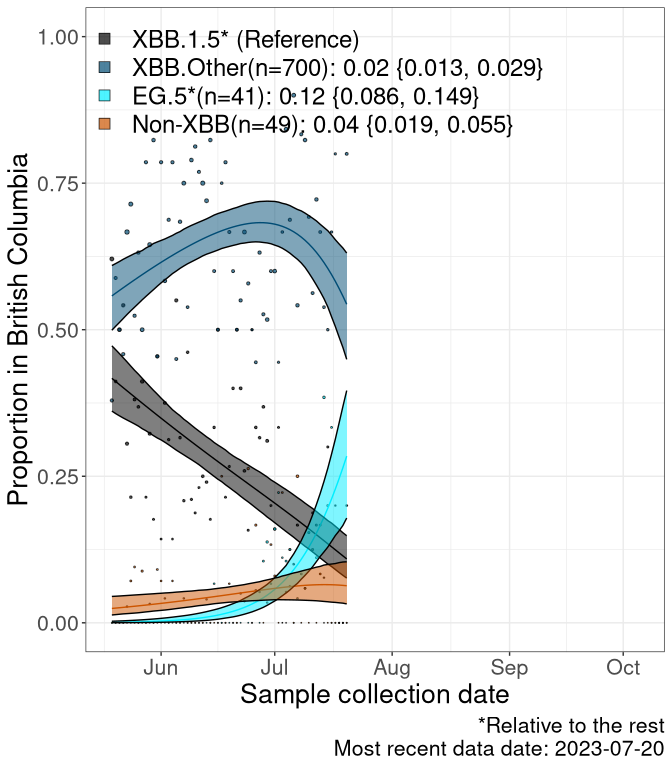 XBB.1.5* (Reference)
XBB.Other(n=700): 0.02 {0.013, 0.029}
EG.5*(n=41): 0.12 {0.086, 0.149}
Non-XBB(n=49): 0.04 {0.019, 0.055}
1.00
0.75
0.50
0.25
0.00
Proportion in British Columbia
Jun Jul Aug Sep Oct
Sample collection date
*Relative to the rest
Most recent data date: 2023-07-20